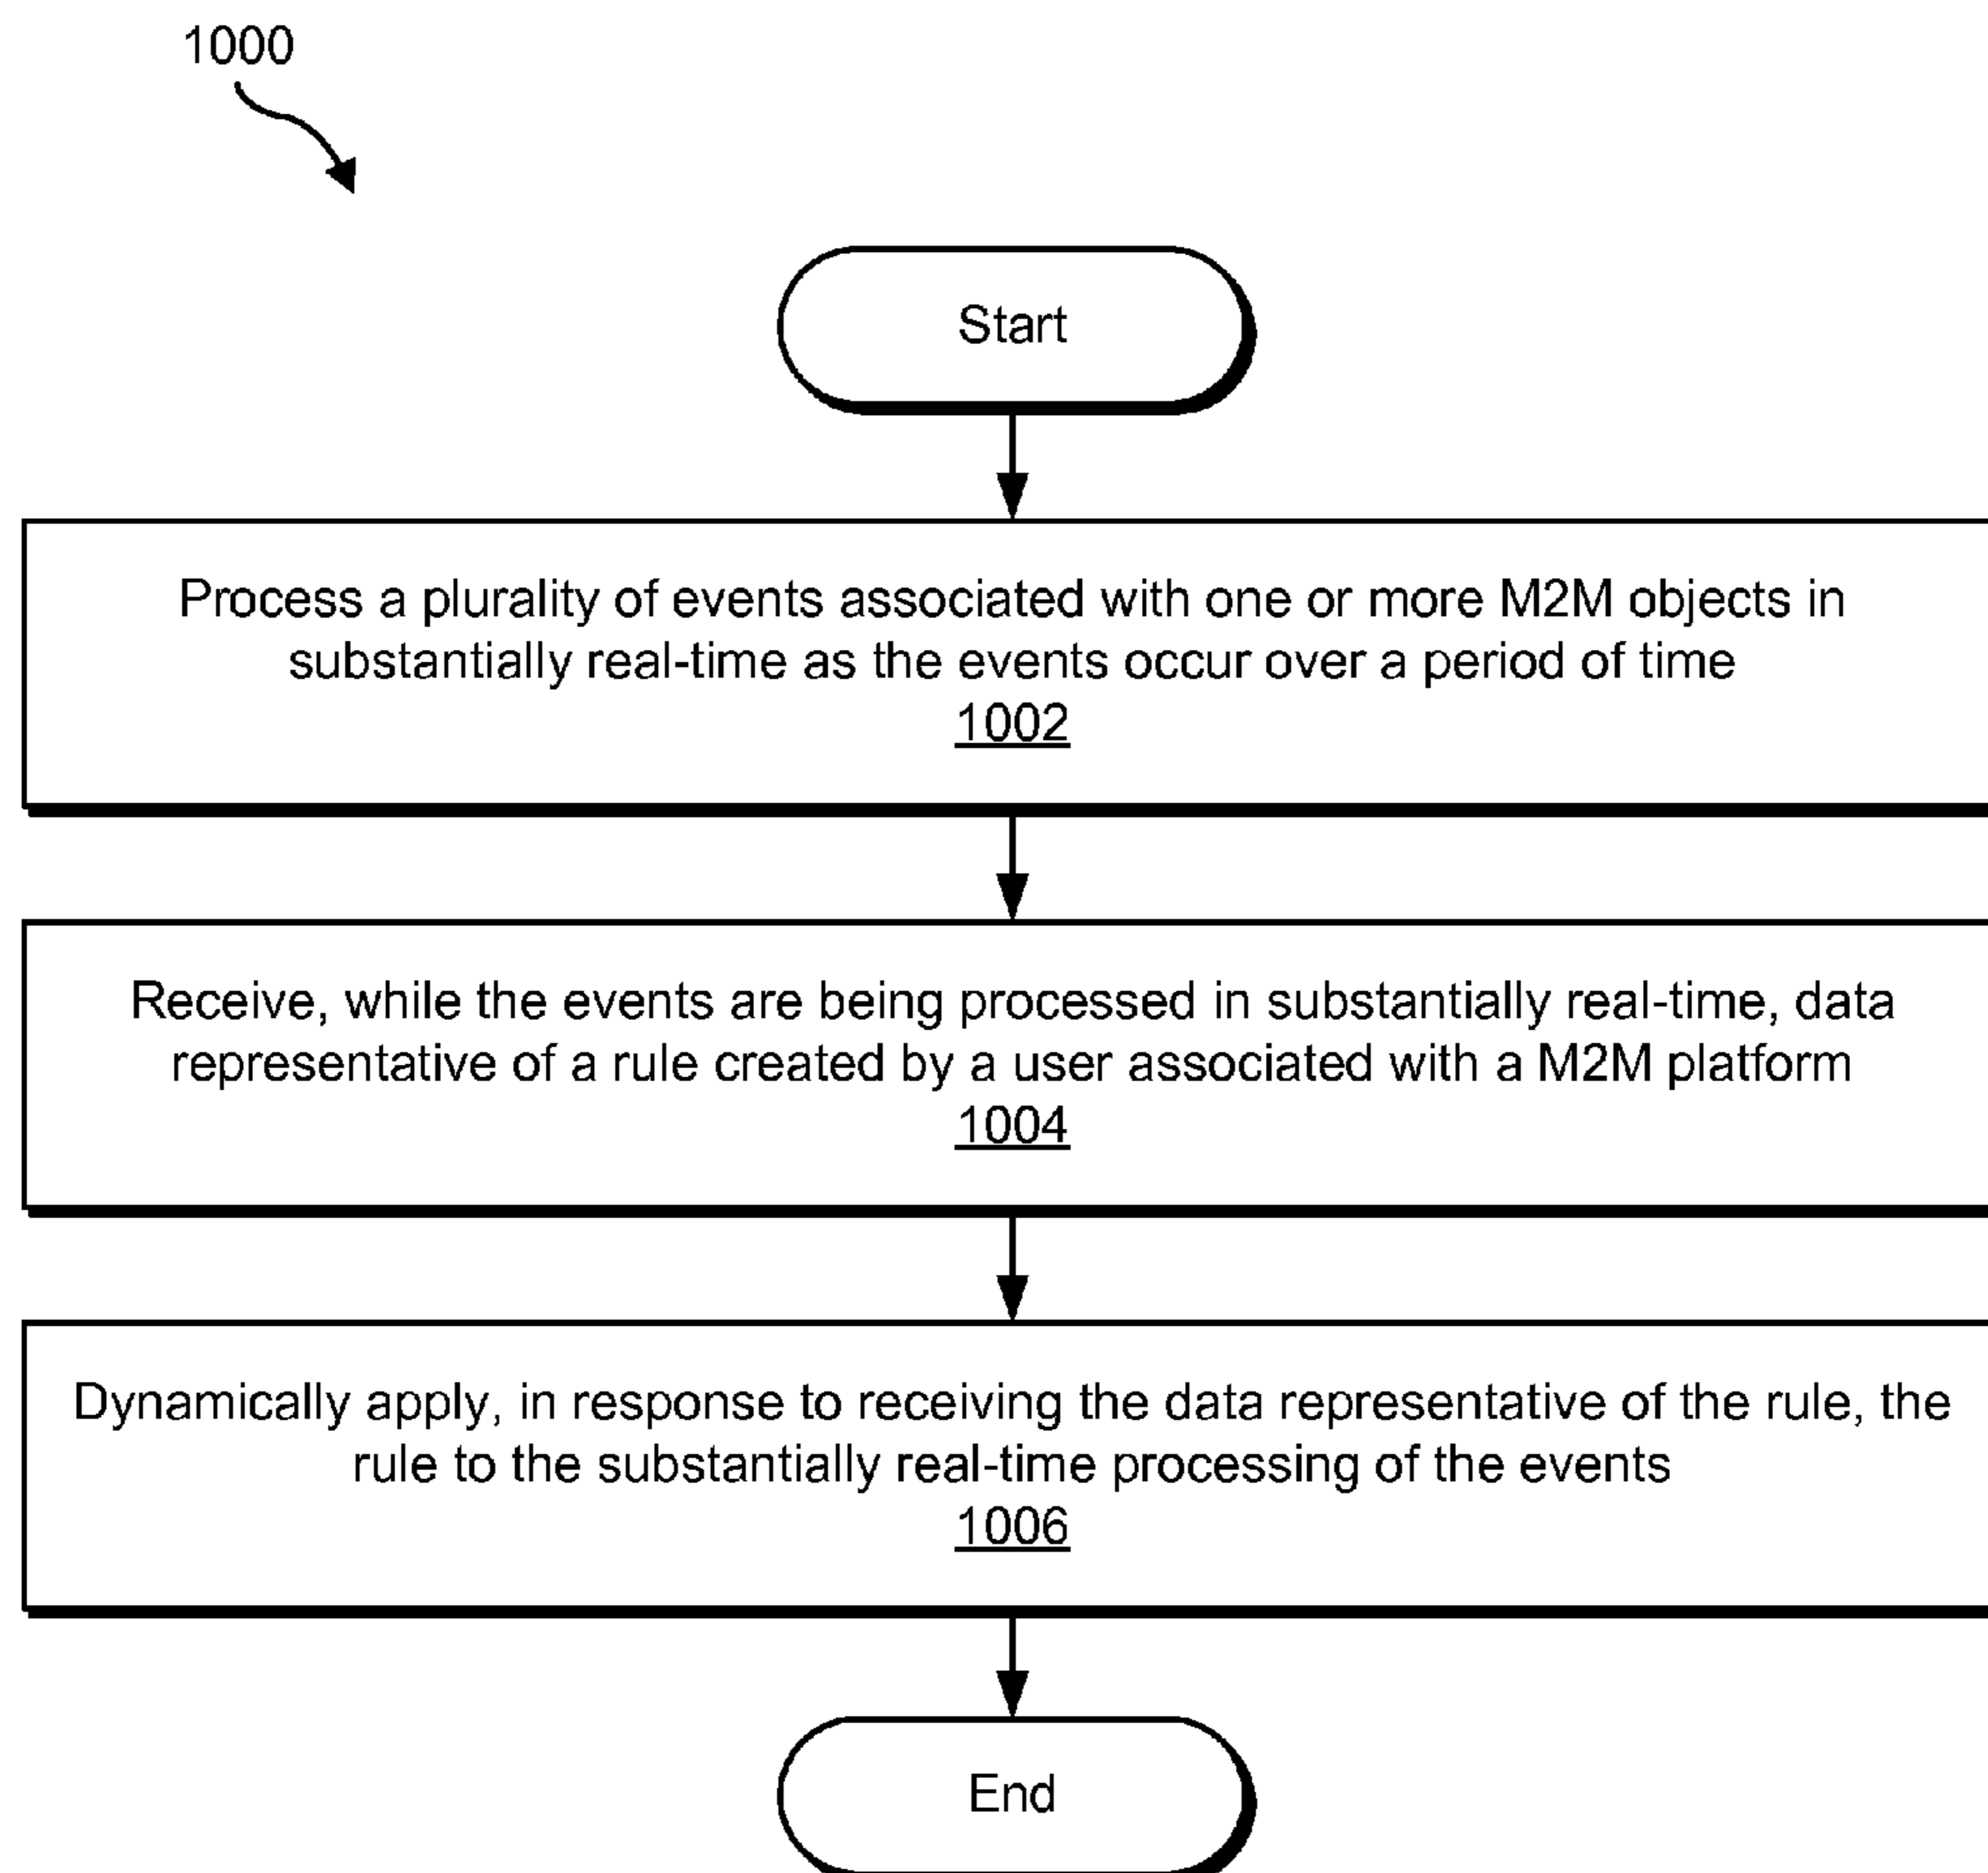 1000
Start
Process a plurality of events associated with one or more M2M objects in
substantially real-time as the events occur over a period of time
1002
Receive, while the events are being processed in substantially real-time, data
representative of a rule created by a user associated with a M2M platform
1004
Dynamically apply, in response to receiving the data representative of the rule, the
rule to the substantially real-time processing of the events
1006
End